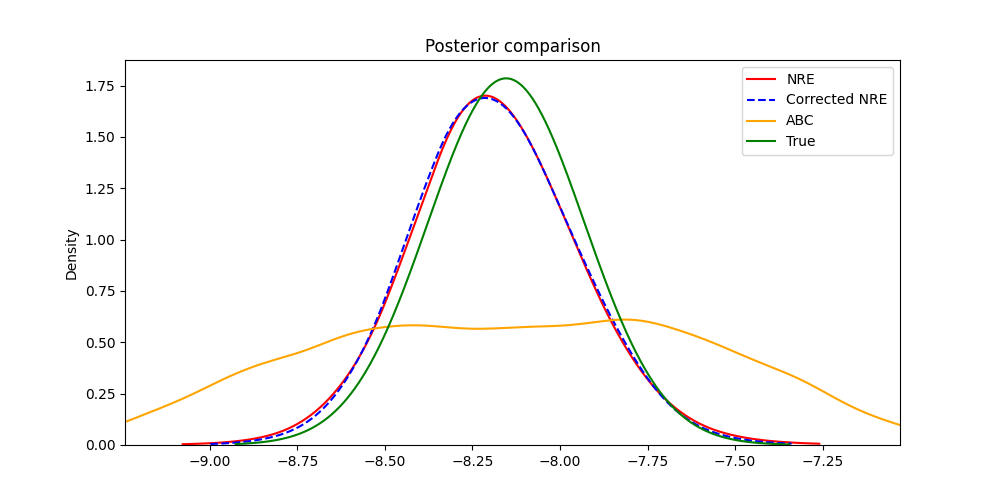 Posterior comparison
NRE
Corrected NRE
ABC
True
Density
1.75
1.50
1.25
1.00
0.75
0.50
0.25
0.00
−9.00 −8.75 −8.50 −8.25 −8.00 −7.75 −7.50 −7.25